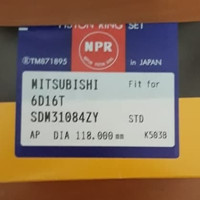 PISTON RING SET
NPR
®TM871895 in JAPAN
MITSUBISHI Fit for
6D16T
SDM31084ZY STD
AP DIA 118.000 mm K5038